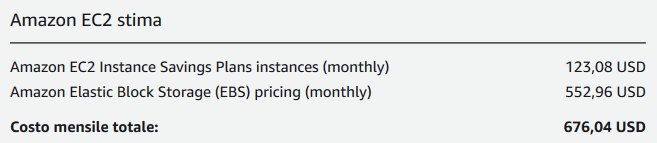 Amazon EC2 stima
Amazon EC2 Instance Savings Plans instances (monthly) 123,08 USD
Amazon Elastic Block Storage (EBS) pricing (monthly) 552,96 USD
Costo mensile totale: 676,04 USD